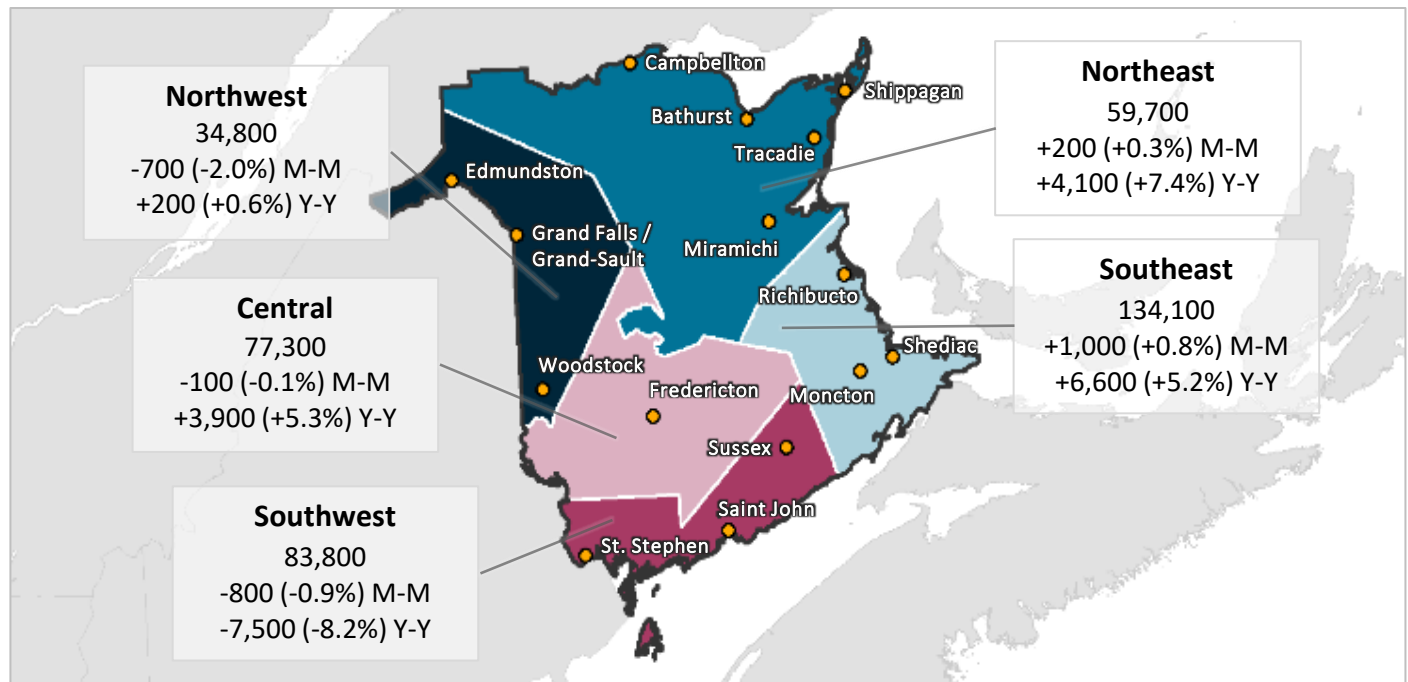 Northwest
34,800
-700 (-2.0%) M-M
+200 (+0.6%) Y-Y
Central
77,300
-100 (-0.1%) M-M
+3,900 (+5.3%) Y-Y
Southwest
83,800
-800 (-0.9%) M-M
-7,500 (-8.2%) Y-Y
Northeast
59,700
+200 (+0.3%) M-M
+4,100 (+7.4%) Y-Y
Southeast
134,100
+1,000 (+0.8%) M-M
+6,600 (+5.2%) Y-Y
Campbellton
Shippagan
Bathurst
Tracadie
Edmundston
Grand Falls /
Grand-Sault
Miramichi
Richibucto
Shediac
Woodstock
Fredericton
Moncton
Sussex
Saint John
St. Stephen